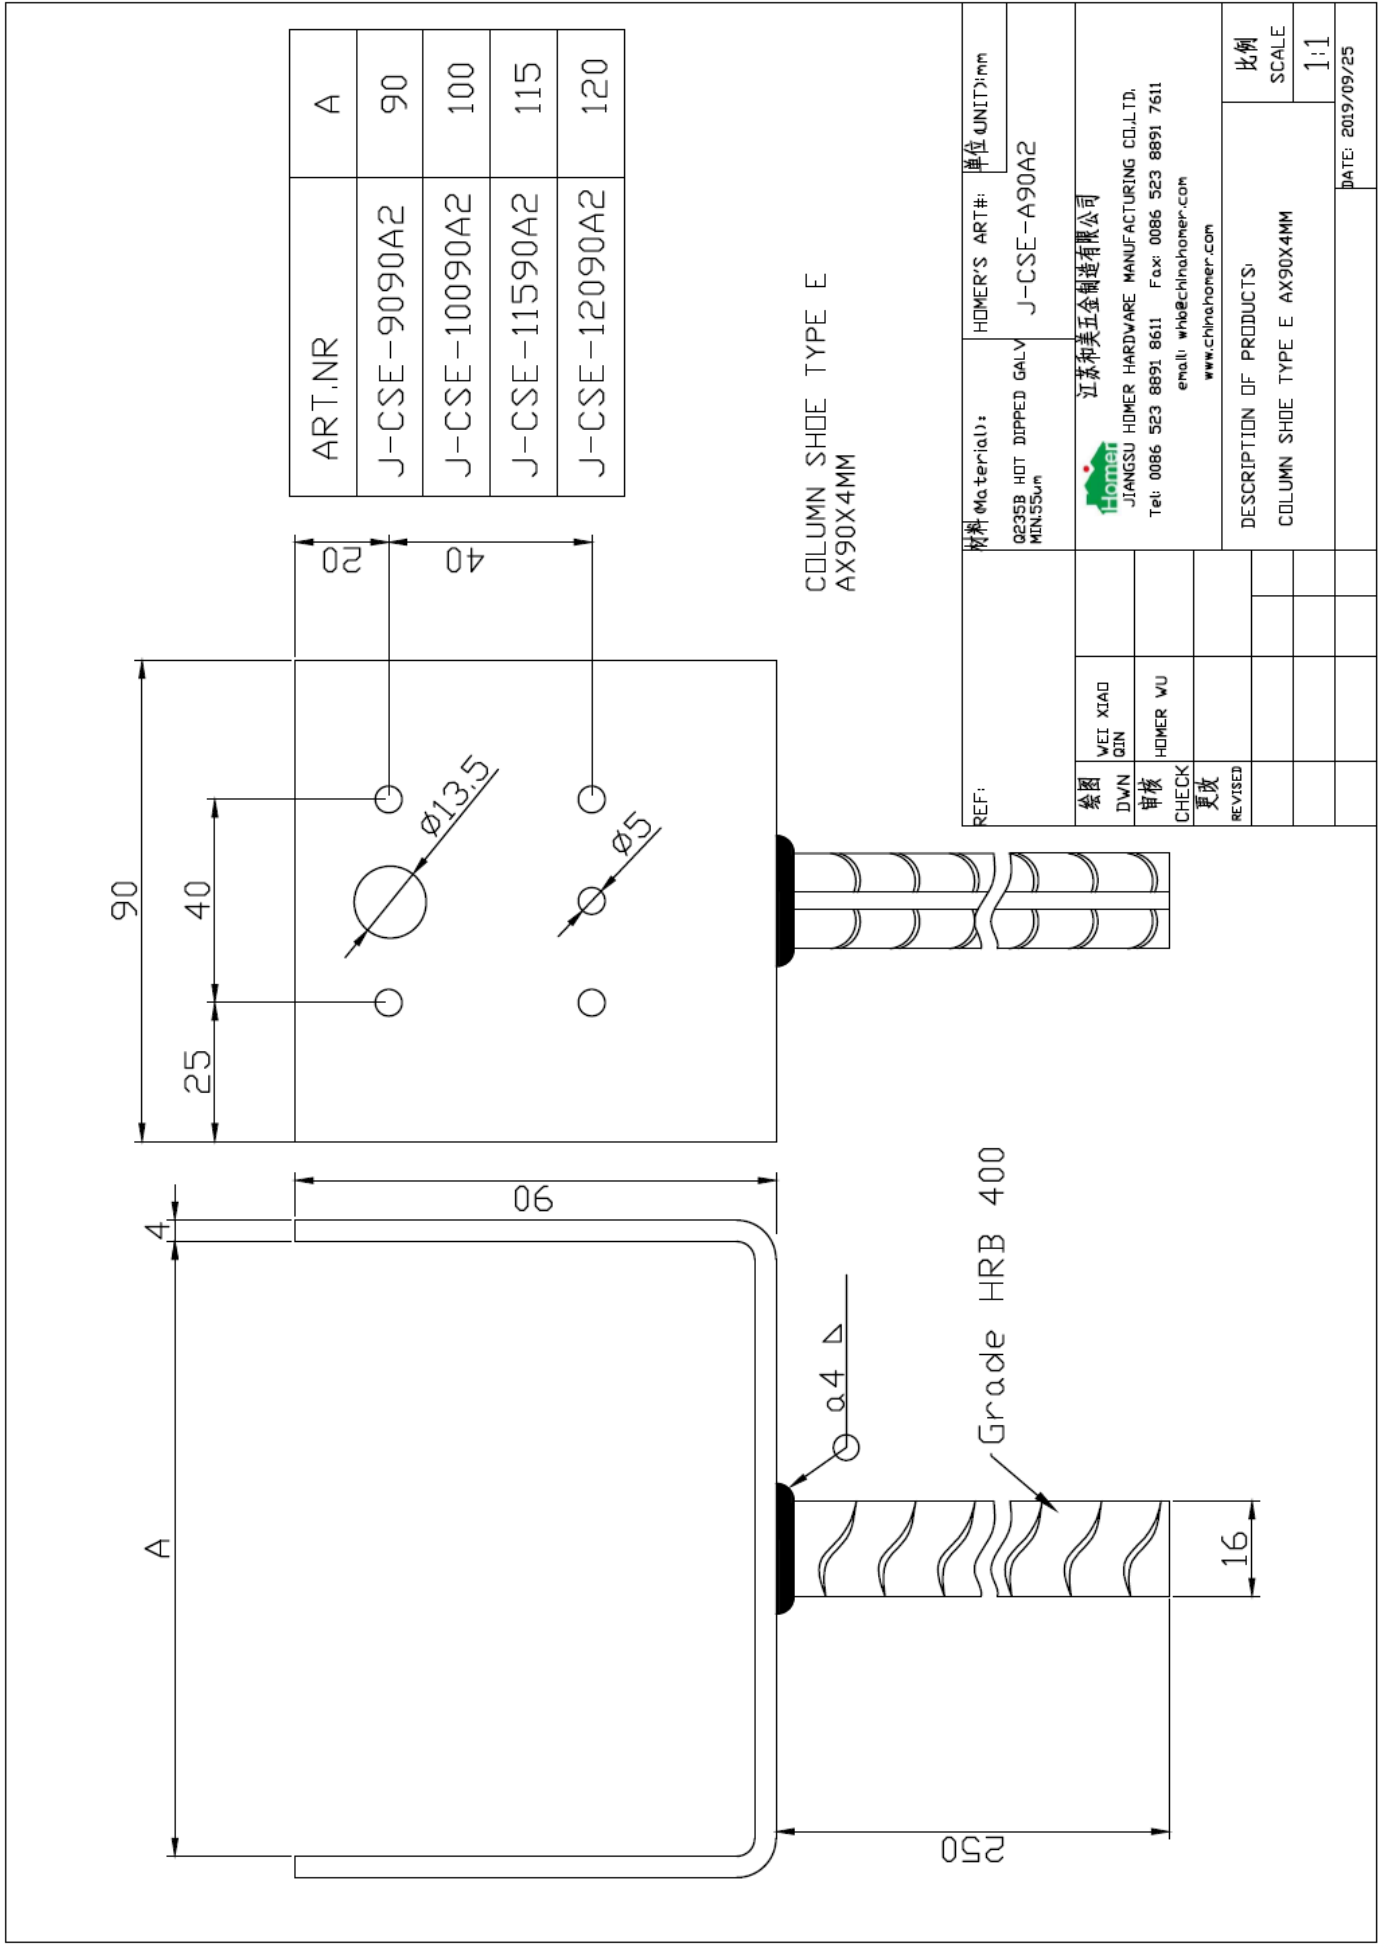 A
4
90
90
25
40
Ø13,5
Ø5
20
40
250
16
a4
Grade HRB 400
ART.NR A
J-CSE-9090A2 90
J-CSE-10090A2 100
J-CSE-11590A2 115
J-CSE-12090A2 120
COLUMN SHOE TYPE E
AX90X4MM
REF:
材料(Material):
Q235B HOT DIPPED GALV
MIN.55um
HOMER'S ART#:
单位(UNIT):mm
J-CSE-A90A2
绘图
DWN
WEI XIAO
QIN
审核
CHECK
HOMER WU
更改
REVISED
Homer
江苏和美五金制造有限公司
JIANGSU HOMER HARDWARE MANUFACTURING CO.,LTD.
Tel: 0086 523 8891 8611 Fax: 0086 523 8891 7611
email: whb@chinahomer.com
www.chinahomer.com
DESCRIPTION OF PRODUCTS:
COLUMN SHOE TYPE E AX90X4MM
比例
SCALE
1:1
DATE: 2019/09/25